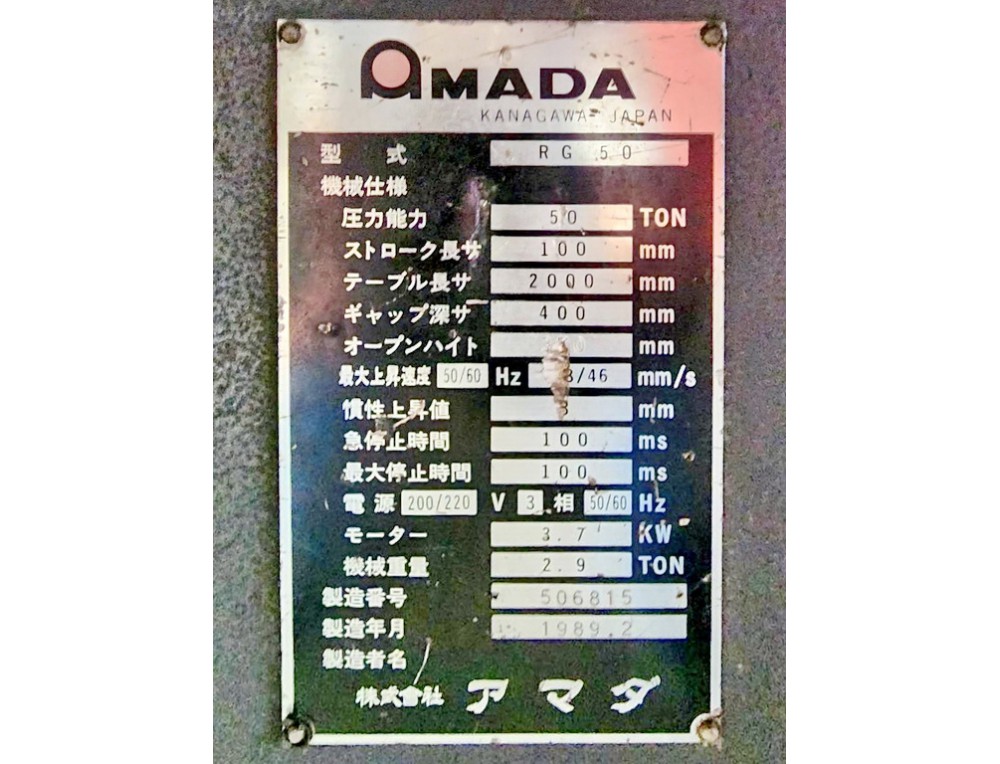 AMADA
KANAGAWA JAPAN
型式 RG 50
機械仕様
圧力能力 50 TON
ストローク長サ 100 mm
テーブル長サ 2000 mm
ギャップ深サ 400 mm
オープンハイト mm
最大上昇速度 50/60 Hz /46 mm/s
慣性上昇値 mm
急停止時間 100 ms
最大停止時間 100 ms
電源 200/220 V 3 相 50/60 Hz
モーター 3.7 KW
機械重量 2.9 TON
製造番号 506815
製造年月 1989.2
製造者名
株式会社 アマダ